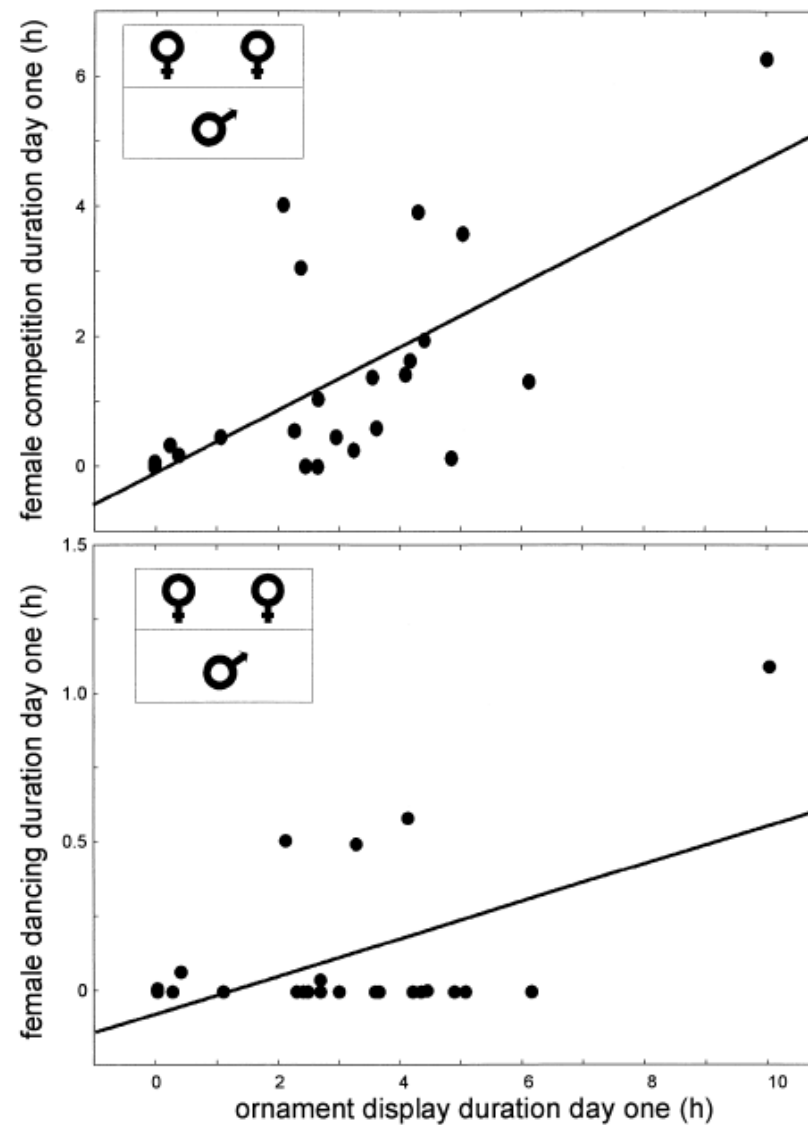 female competition duration day one (h)
6
4
2
0
female dancing duration day one (h)
1.5
1.0
0.5
0
0 2 4 6 8 10
ornament display duration day one (h)